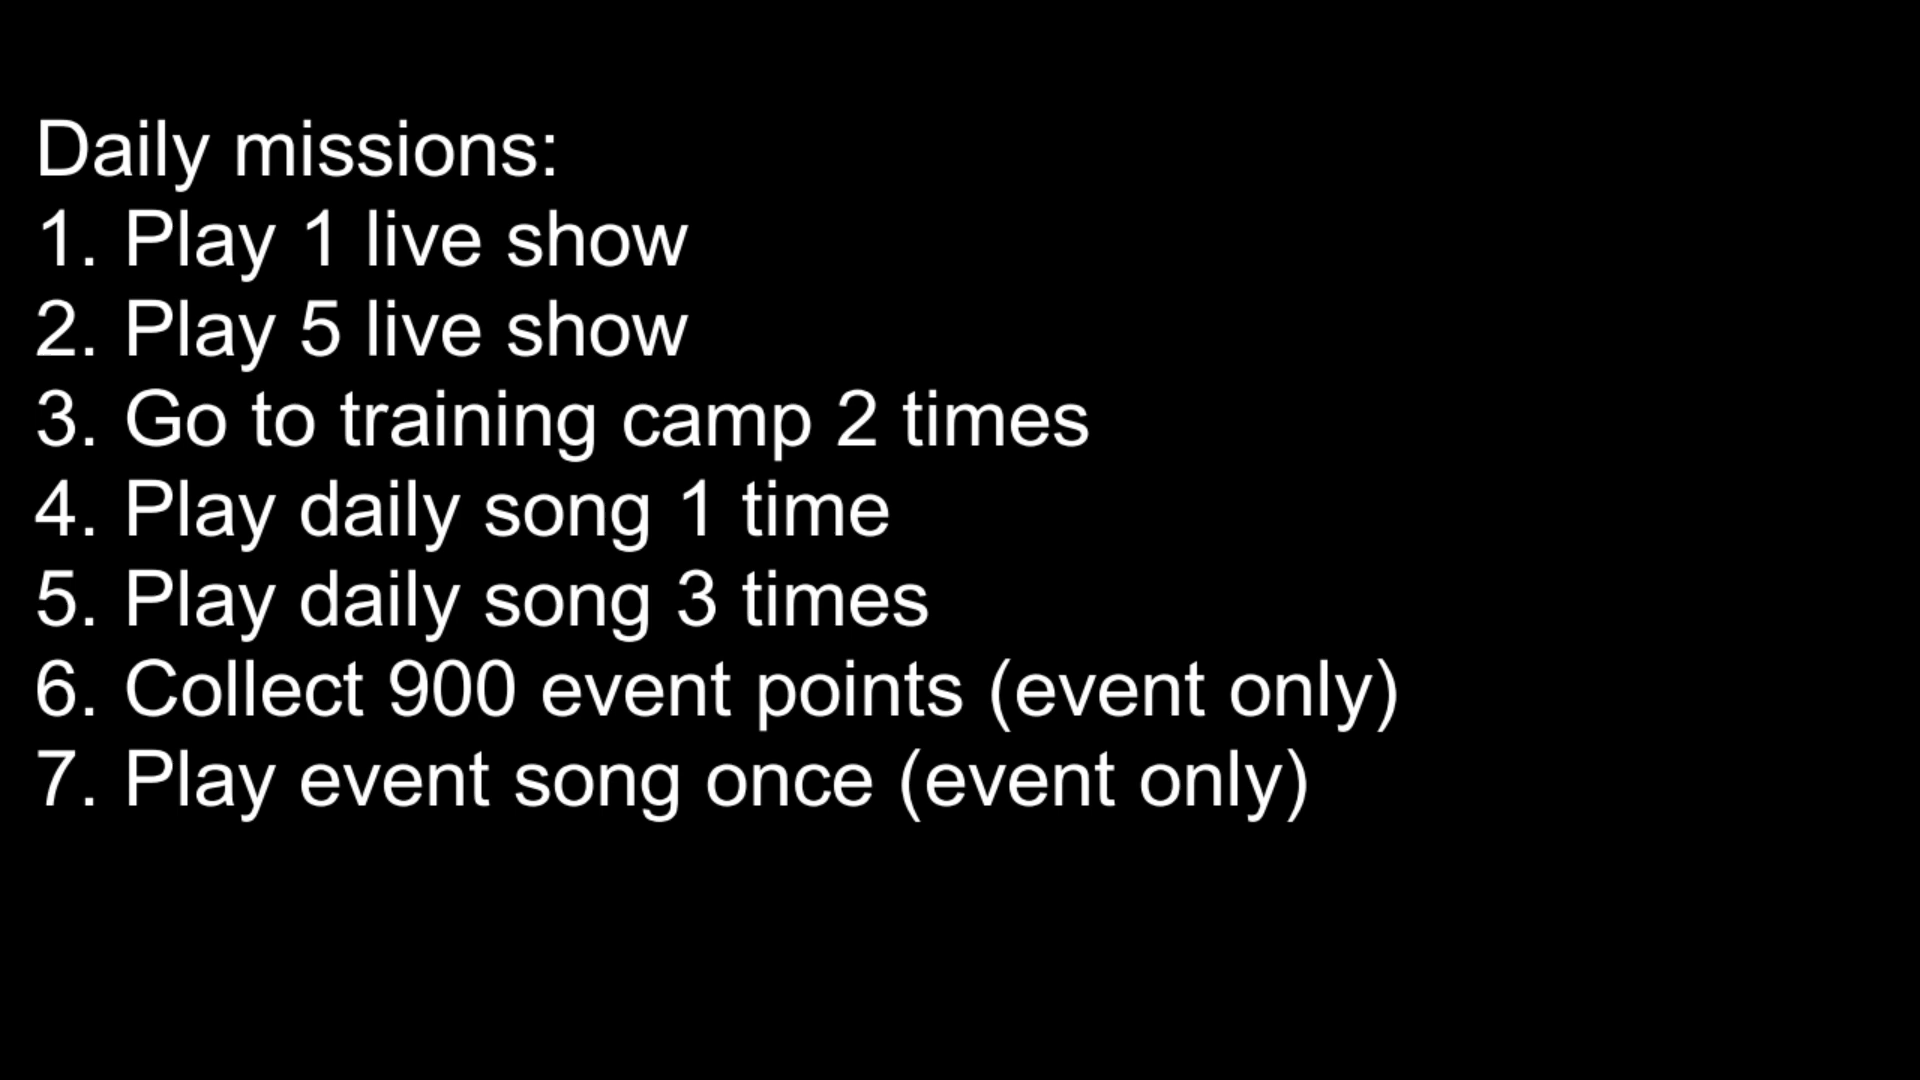 Daily missions:
1. Play 1 live show
2. Play 5 live show
3. Go to training camp 2 times
4. Play daily song 1 time
5. Play daily song 3 times
6. Collect 900 event points (event only)
7. Play event song once (event only)